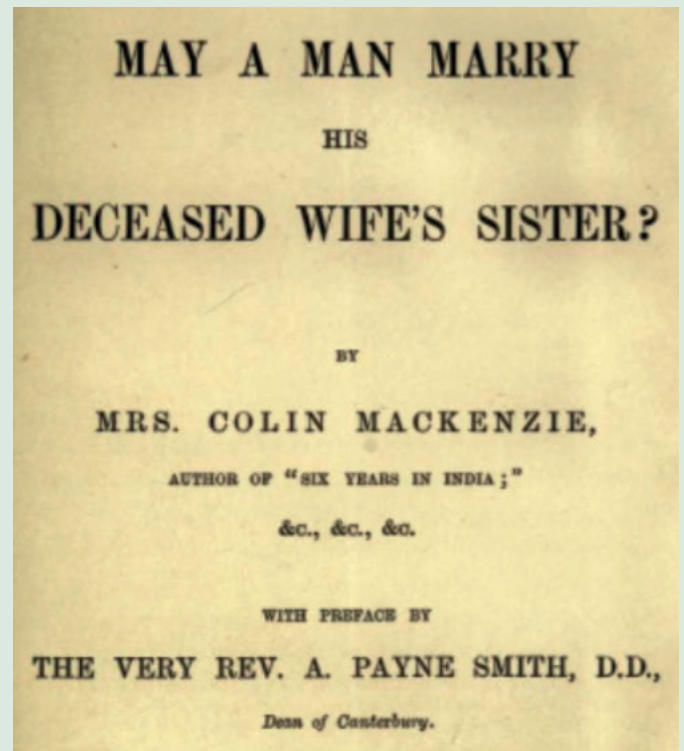 MAY A MAN MARRY
HIS
DECEASED WIFE'S SISTER?
BY
MRS. COLIN MACKENZIE,
AUTHOR OF "SIX YEARS IN INDIA;"
&c., &c., &c.
WITH PREFACE BY
THE VERY REV. A. PAYNE SMITH, D.D.,
Dean of Canterbury.